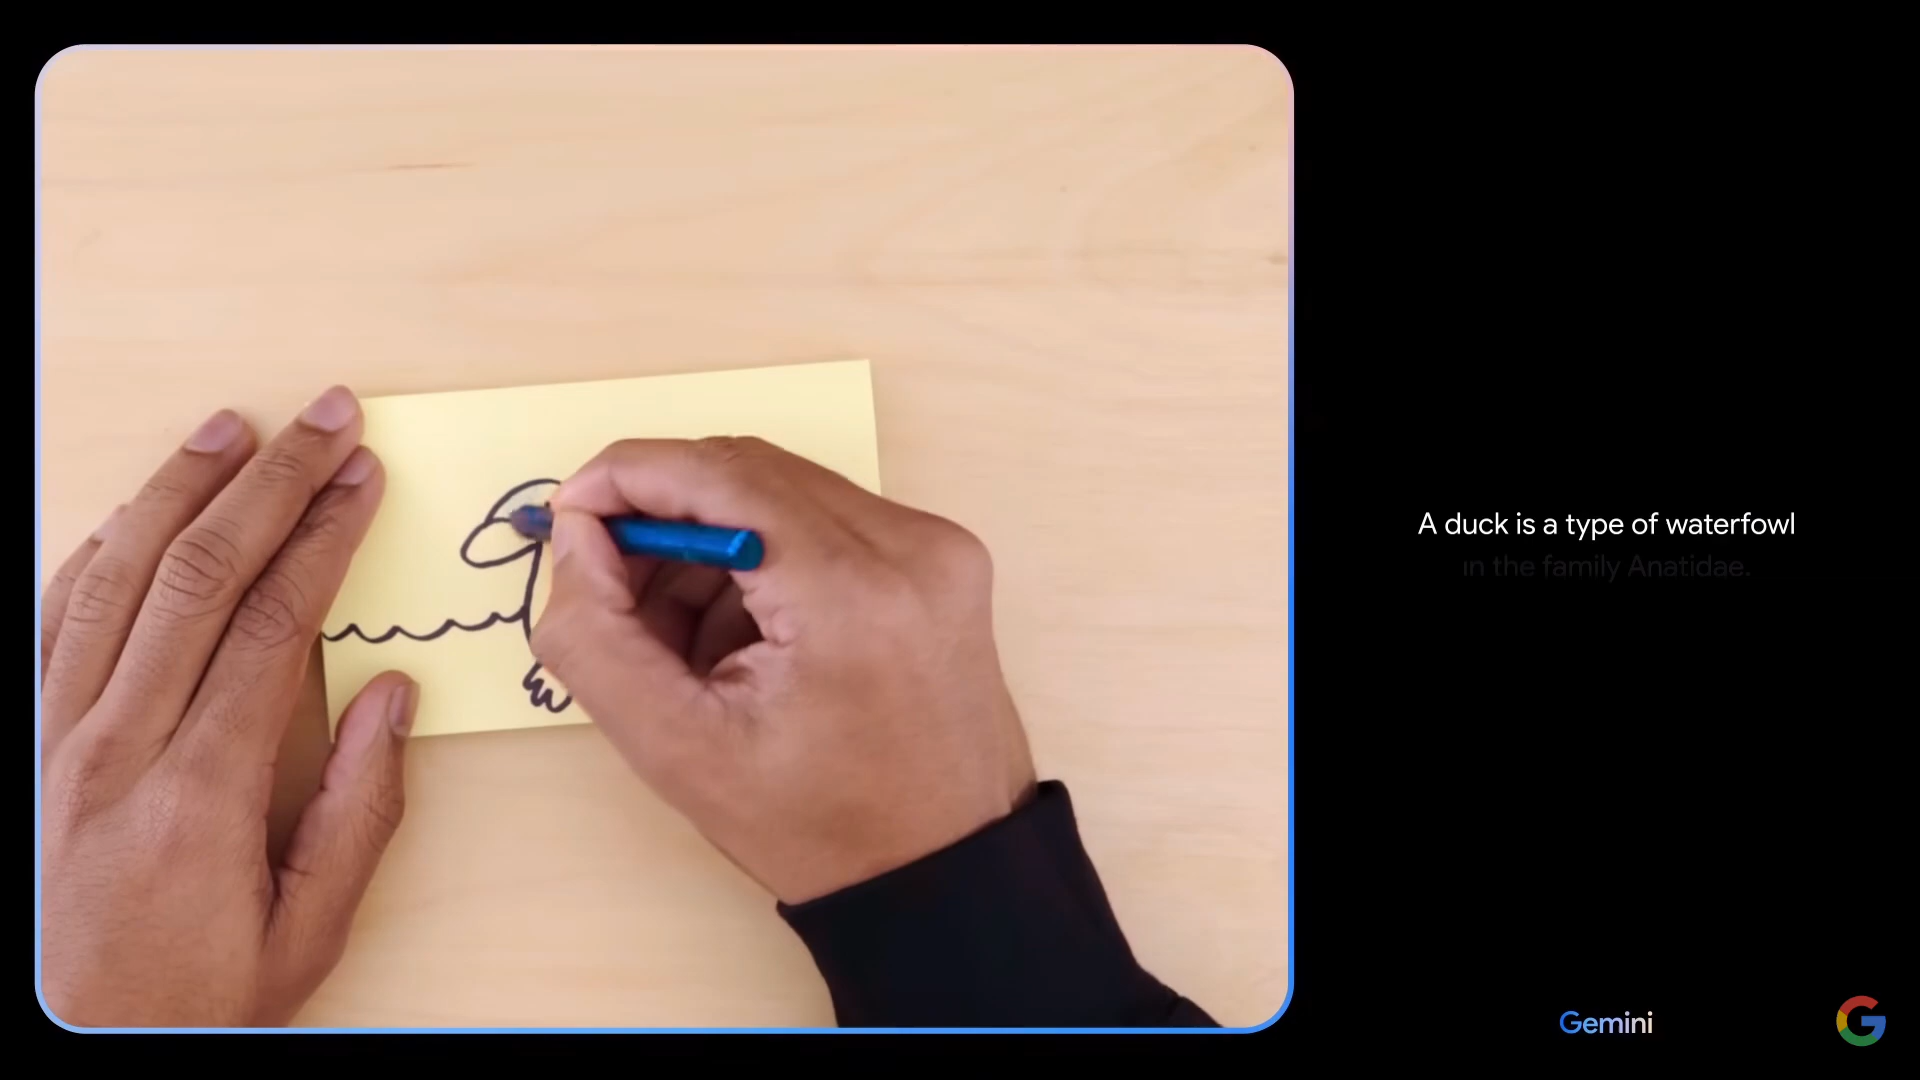 A duck is a type of waterfowl
in the family Anatidae.
Gemini